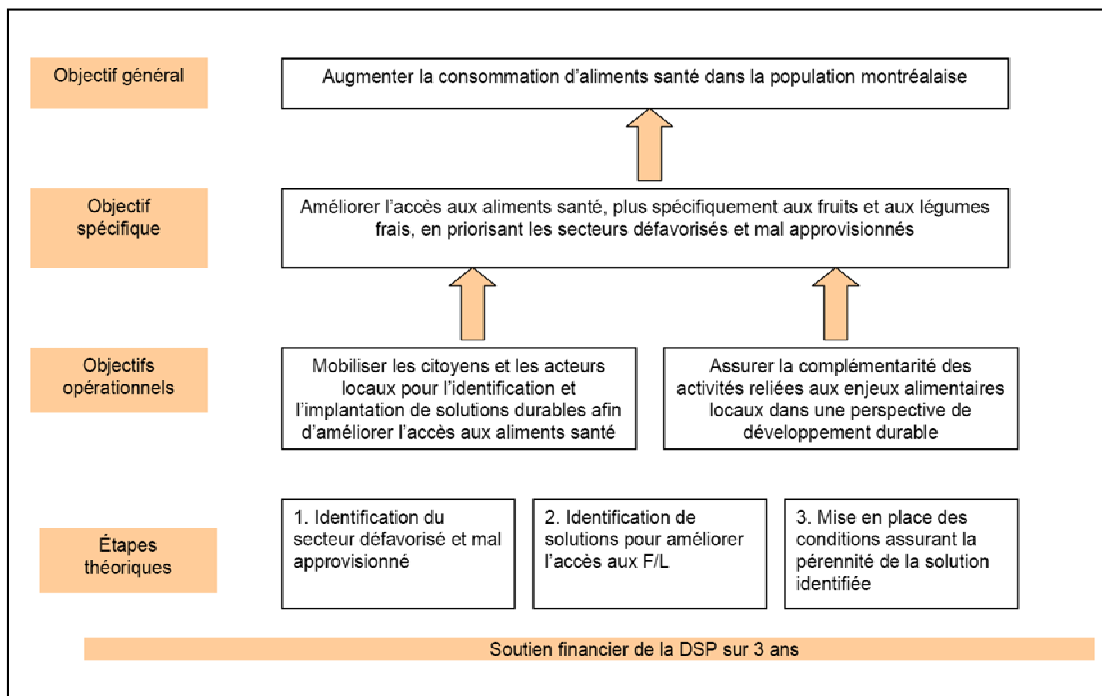 Objectif général
Augmenter la consommation d'aliments santé dans la population montréalaise
Objectif
spécifique
Améliorer l'accès aux aliments santé, plus spécifiquement aux fruits et aux légumes
frais, en priorisant les secteurs défavorisés et mal approvisionnés
Objectifs
opérationnels
Mobiliser les citoyens et les acteurs
locaux pour l'identification et
l'implantation de solutions durables afin
d'améliorer l'accès aux aliments santé
Assurer la complémentarité des
activités reliées aux enjeux alimentaires
locaux dans une perspective de
développement durable
Étapes
théoriques
1. Identification du
secteur défavorisé et mal
approvisionné
2. Identification de
solutions pour améliorer
l'accès aux F/L
3. Mise en place des
conditions assurant la
pérennité de la solution
identifiée
Soutien financier de la DSP sur 3 ans